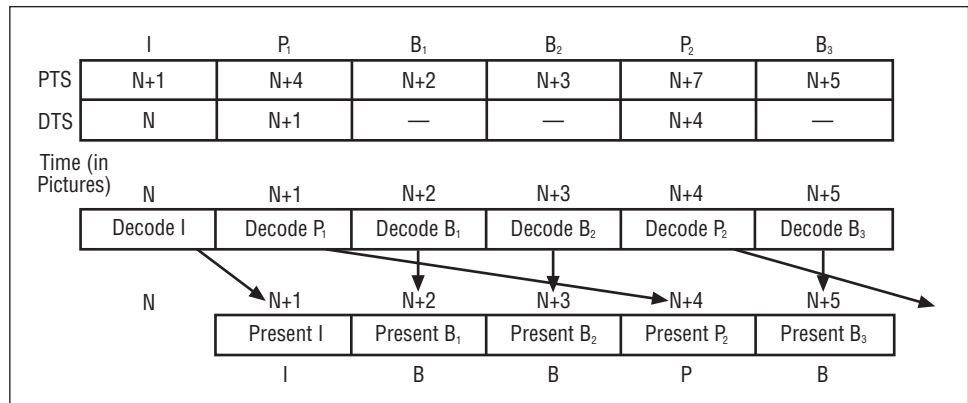 I P₁ B₁ B₂ P₂ B₃
PTS N+1 N+4 N+2 N+3 N+7 N+5
DTS N N+1 — — N+4 —
Time (in
Pictures)
N N+1 N+2 N+3 N+4 N+5
Decode I Decode P₁ Decode B₁ Decode B₂ Decode P₂ Decode B₃
N N+1 N+2 N+3 N+4 N+5
Present I Present B₁ Present B₂ Present P₂ Present B₃
I B B P B